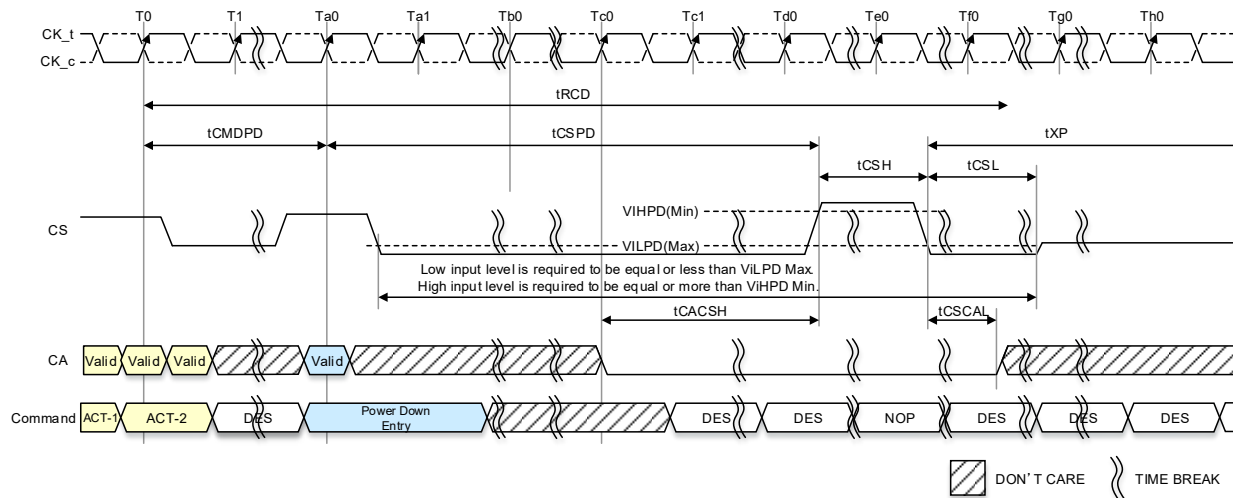 T0 T1 Ta0 Ta1 Tb0 Tc0 Tc1 Td0 Te0 Tf0 Tg0 Th0
CK_t
CK_c
tRCD
tCMDPD tCSPD tXP
tCSH tCSL
VIHPD(Min)
CS
VILPD(Max)
Low input level is required to be equal or less than ViLPD Max.
High input level is required to be equal or more than ViHPD Min.
tCACSH tCSCAL
CA Valid Valid Valid Valid
Command ACT-1 ACT-2 DES Power Down Entry DES DES NOP DES DES DES
DON'T CARE TIME BREAK